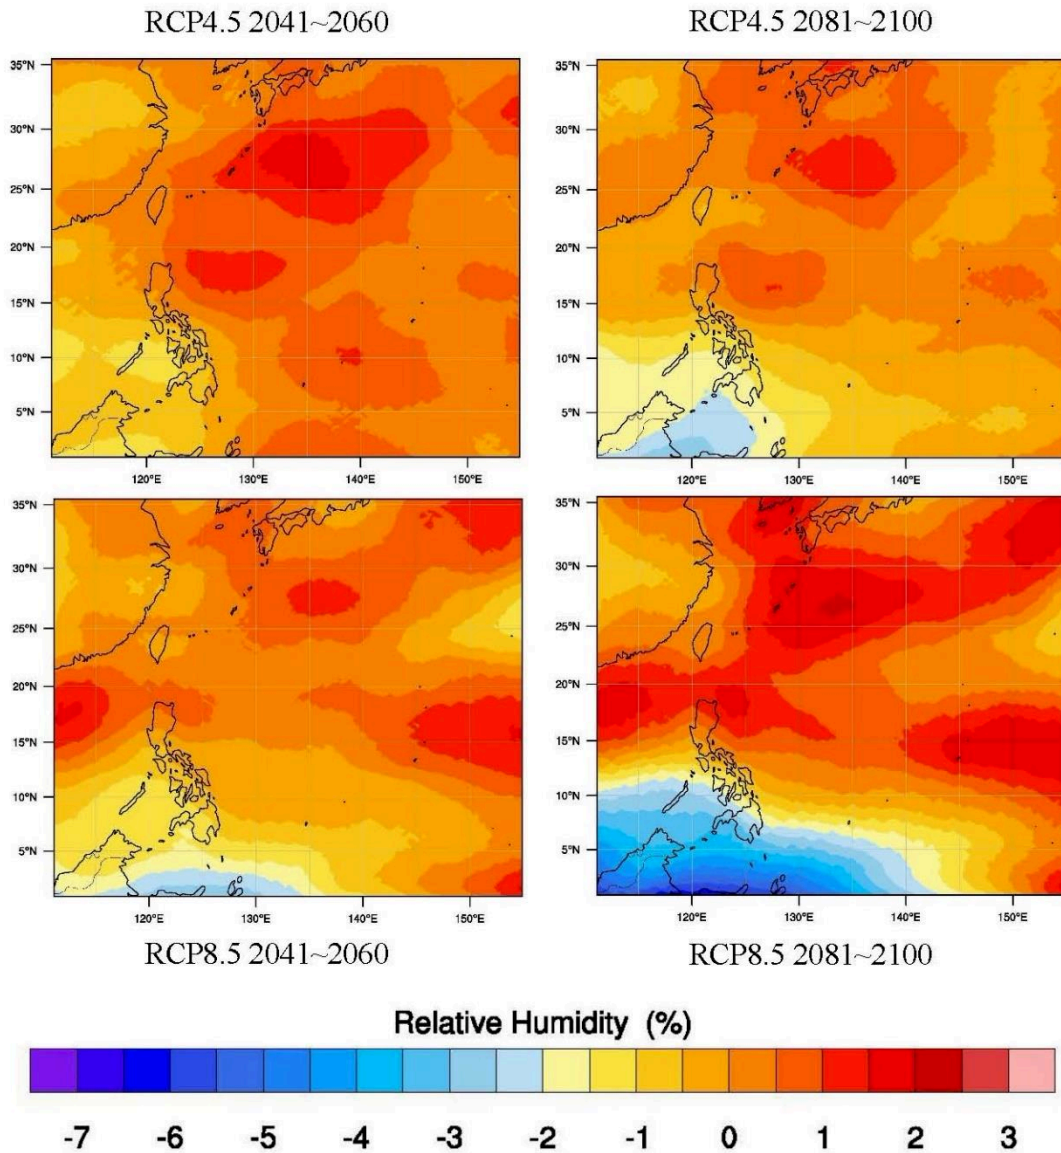 RCP4.5 2041~2060
RCP4.5 2081~2100
35°N
30°N
25°N
20°N
15°N
10°N
5°N
120°E 130°E 140°E 150°E
35°N
30°N
25°N
20°N
15°N
10°N
5°N
120°E 130°E 140°E 150°E
35°N
30°N
25°N
20°N
15°N
10°N
5°N
120°E 130°E 140°E 150°E
35°N
30°N
25°N
20°N
15°N
10°N
5°N
120°E 130°E 140°E 150°E
RCP8.5 2041~2060
RCP8.5 2081~2100
Relative Humidity (%)
-7 -6 -5 -4 -3 -2 -1 0 1 2 3